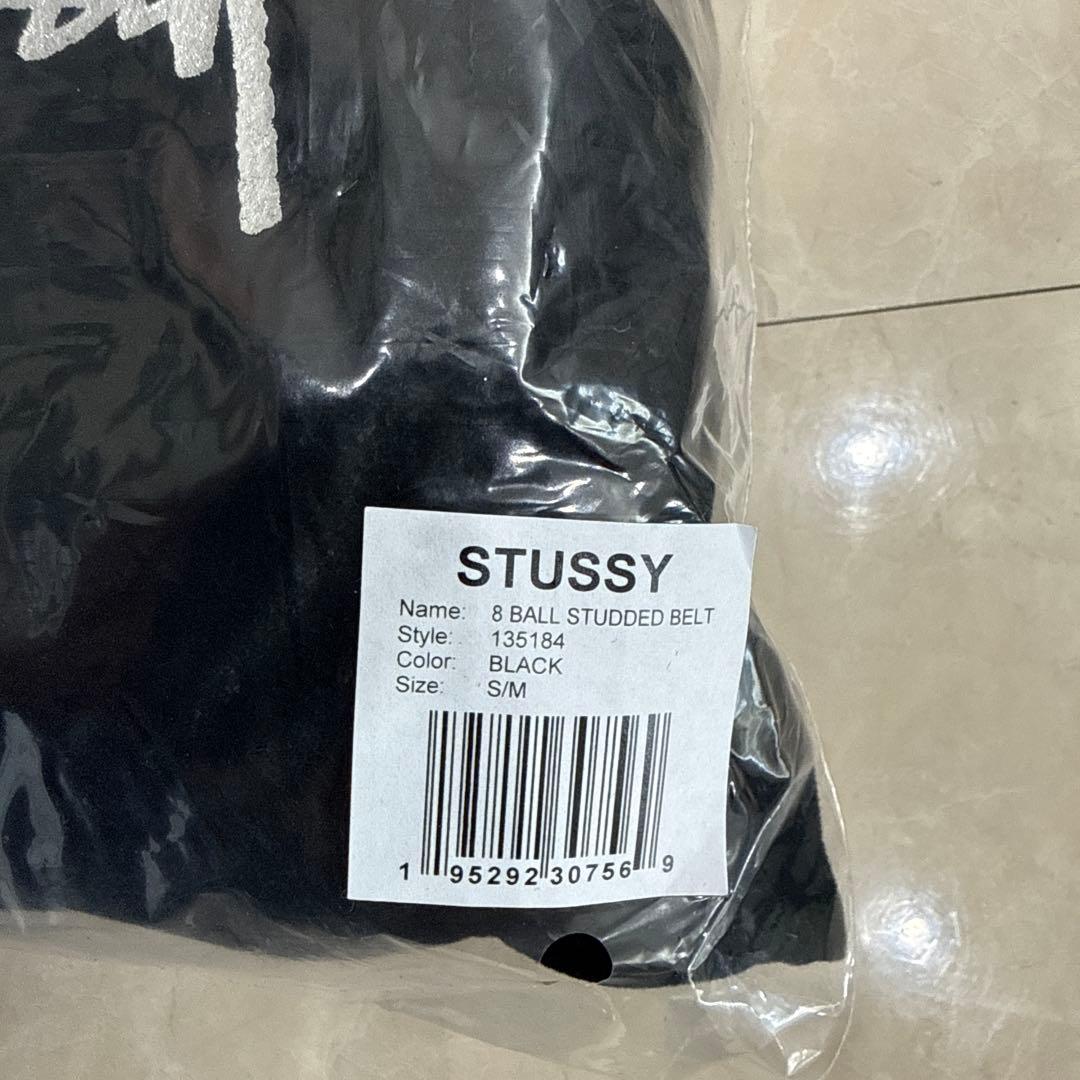 STUSSY
Name: 8 BALL STUDDED BELT
Style: 135184
Color: BLACK
Size: S/M
1 95292 30756 9